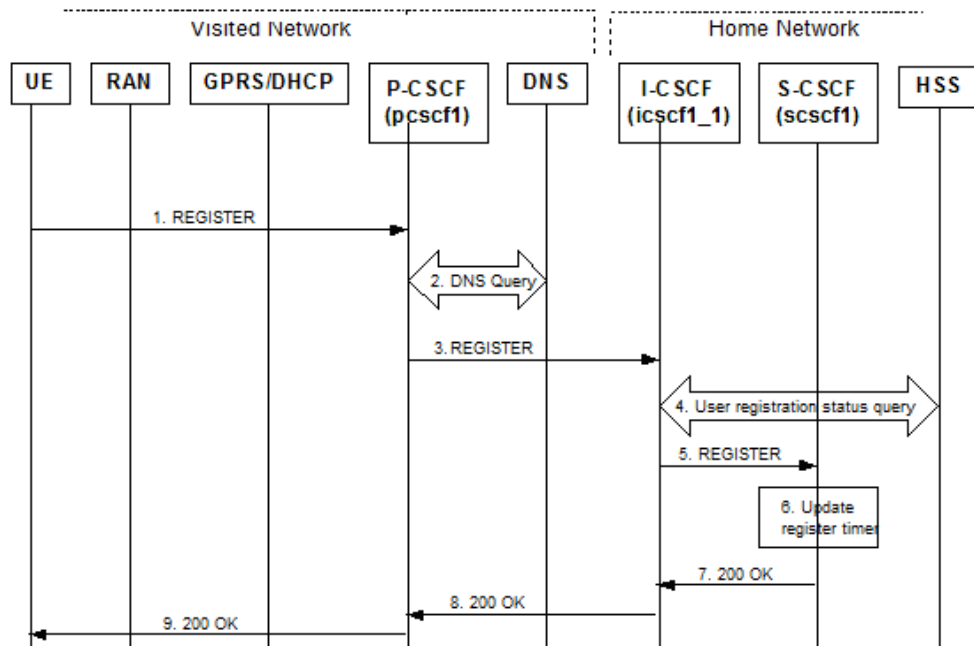 Visited Network
Home Network
UE
RAN
GPRS/DHCP
P-CSCF
(pcscf1)
DNS
I-CSCF
(icscf1_1)
S-CSCF
(scscf1)
HSS
1. REGISTER
2. DNS Query
3. REGISTER
4. User registration status query
5. REGISTER
6. Update
register timer
7. 200 OK
8. 200 OK
9. 200 OK